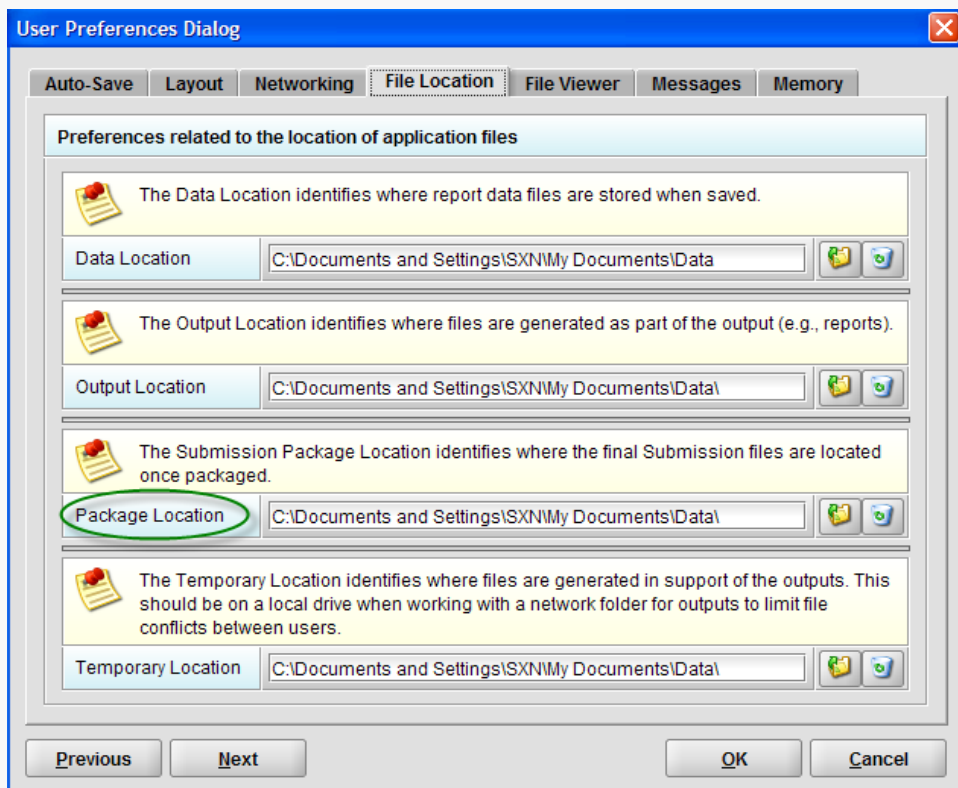 User Preferences Dialog
Auto-Save Layout Networking File Location File Viewer Messages Memory
Preferences related to the location of application files
The Data Location identifies where report data files are stored when saved.
Data Location C:\Documents and Settings\SXN\My Documents\Data
The Output Location identifies where files are generated as part of the output (e.g., reports).
Output Location C:\Documents and Settings\SXN\My Documents\Data\
The Submission Package Location identifies where the final Submission files are located
once packaged.
Package Location C:\Documents and Settings\SXN\My Documents\Data\
The Temporary Location identifies where files are generated in support of the outputs. This
should be on a local drive when working with a network folder for outputs to limit file
conflicts between users.
Temporary Location C:\Documents and Settings\SXN\My Documents\Data\
Previous Next OK Cancel